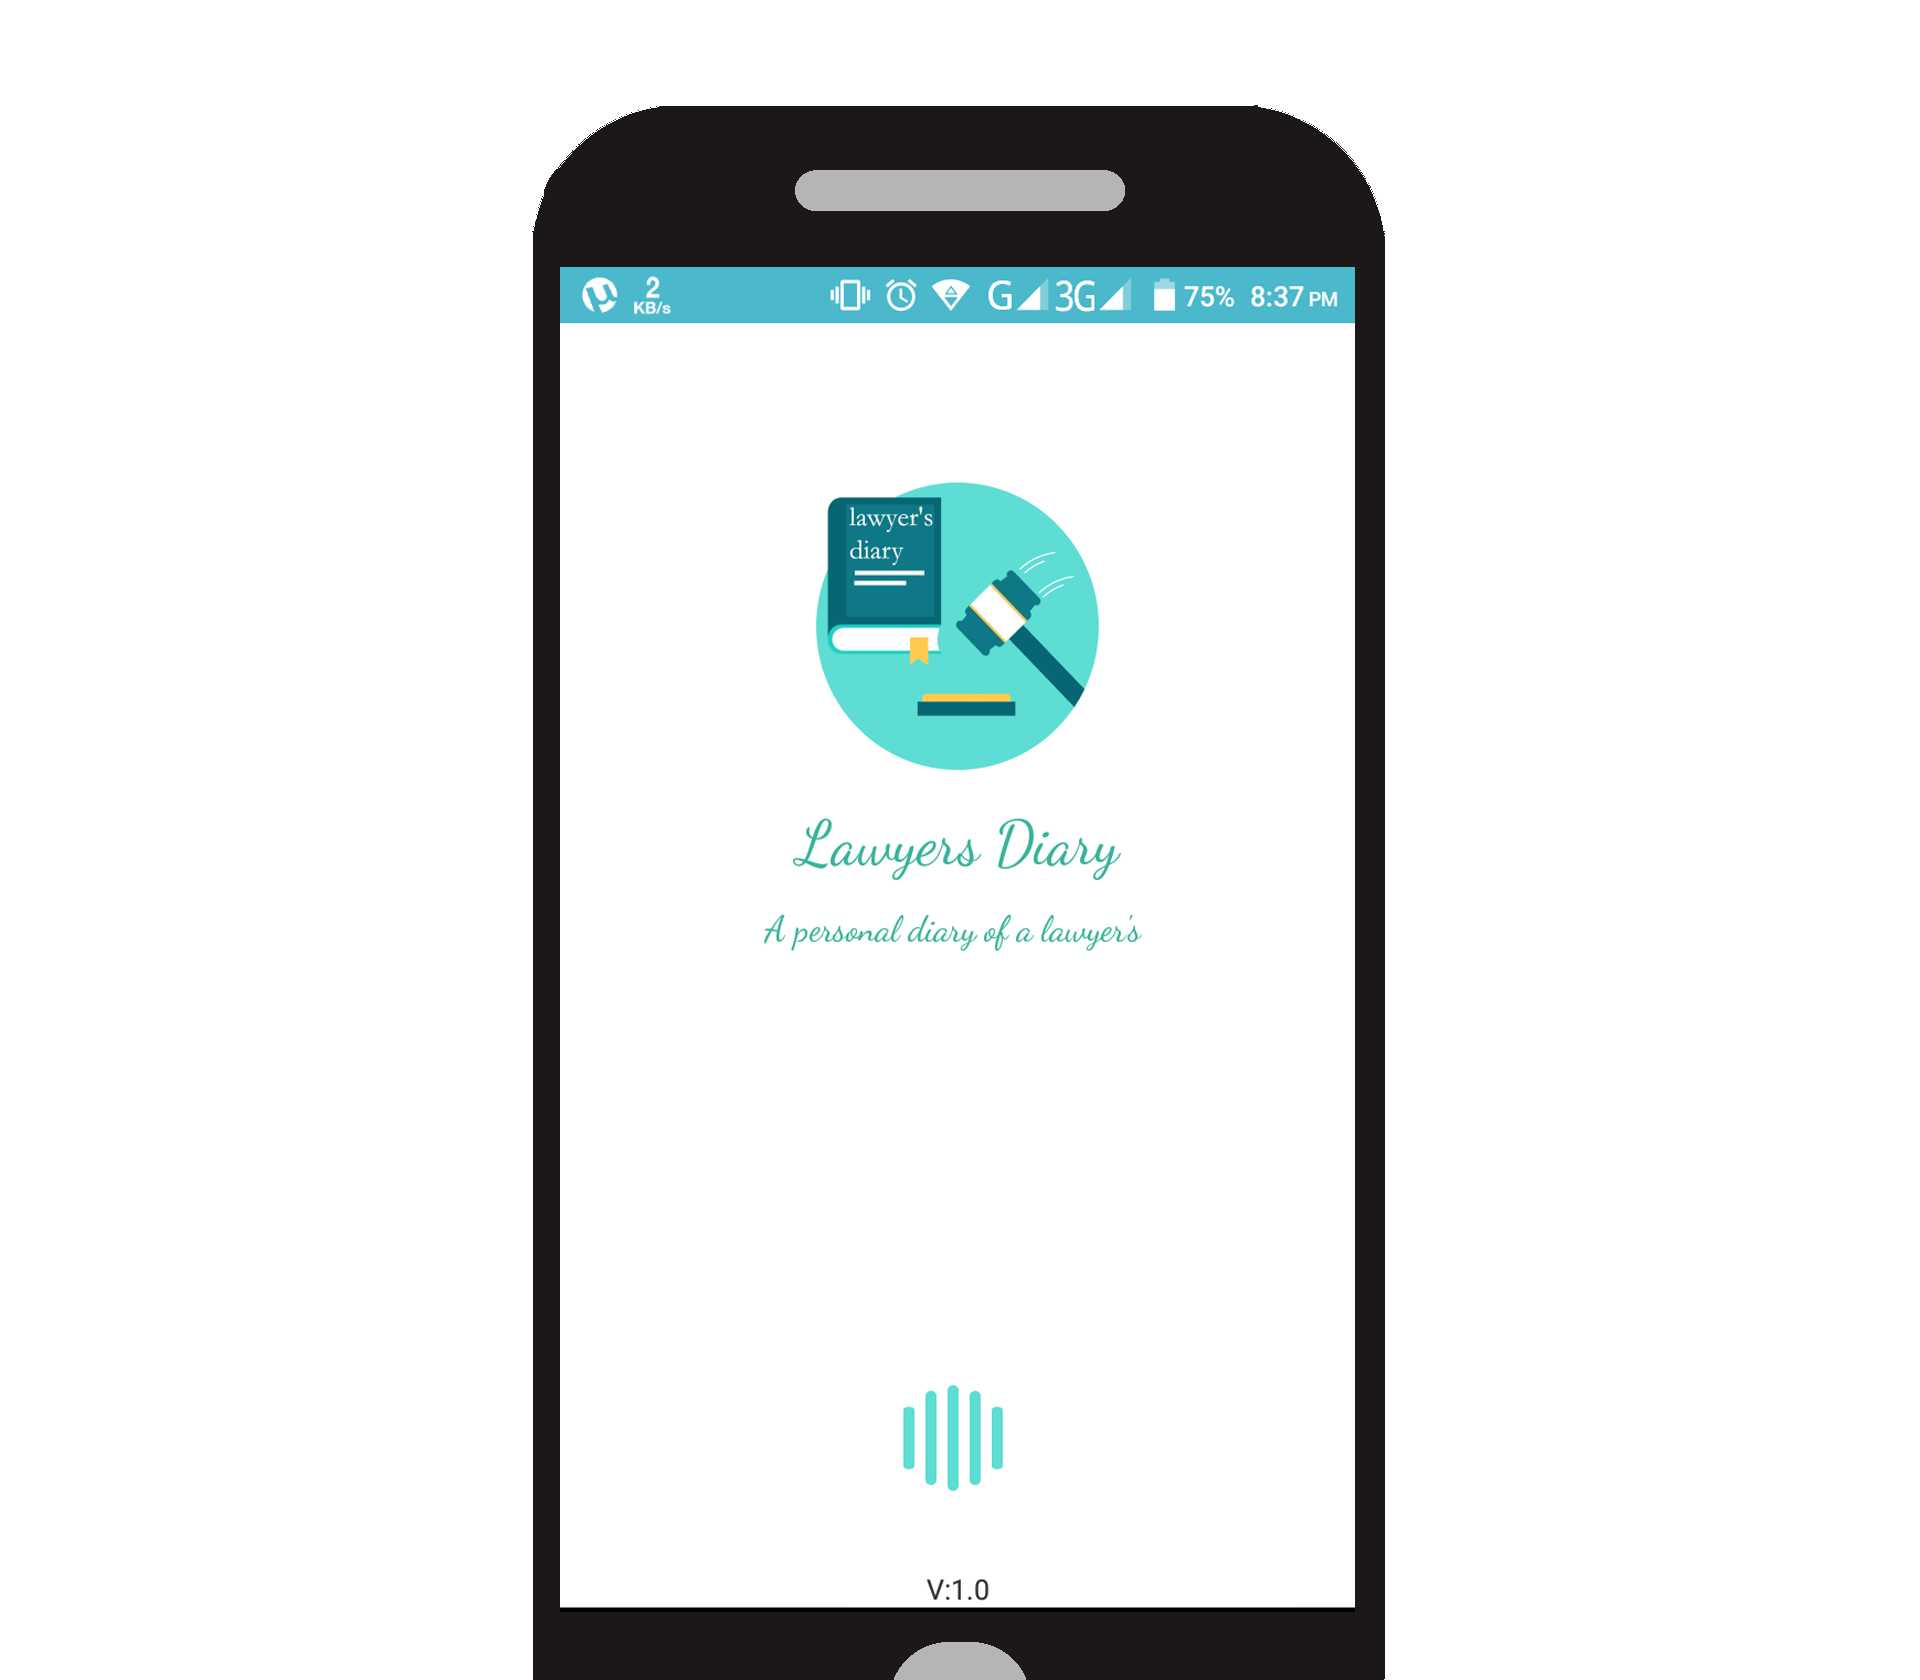 2
KB/s
G 3G 75% 8:37 PM
lawyer's
diary
Lawyers Diary
A personal diary of a lawyer's
V:1.0